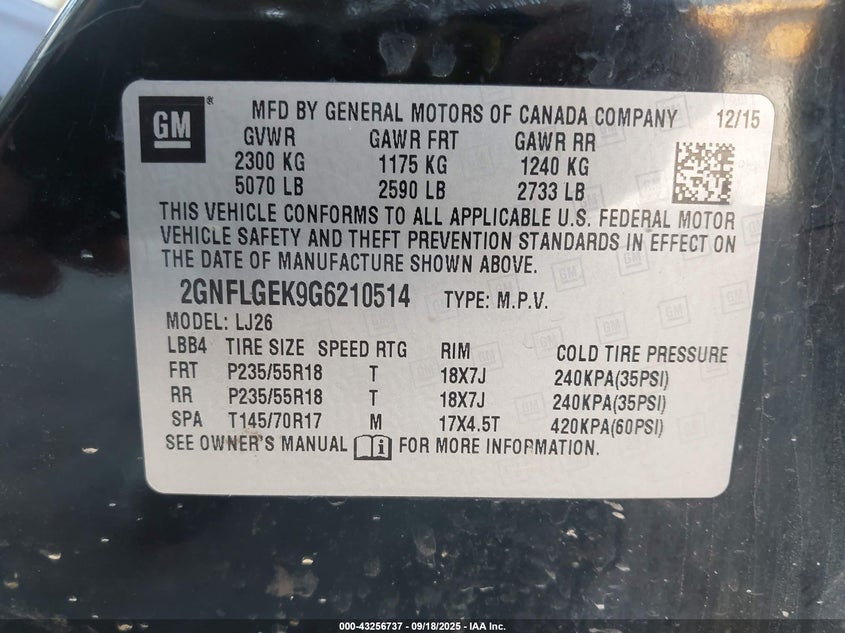 GM ®
MFD BY GENERAL MOTORS OF CANADA COMPANY 12/15
GVWR GAWR FRT GAWR RR
2300 KG 1175 KG 1240 KG
5070 LB 2590 LB 2733 LB
THIS VEHICLE CONFORMS TO ALL APPLICABLE U.S. FEDERAL MOTOR
VEHICLE SAFETY AND THEFT PREVENTION STANDARDS IN EFFECT ON
THE DATE OF MANUFACTURE SHOWN ABOVE.
2GNFLGEK9G6210514 TYPE: M.P.V.
MODEL: LJ26
LBB4 TIRE SIZE SPEED RTG RIM COLD TIRE PRESSURE
FRT P235/55R18 T 18X7J 240KPA(35PSI)
RR P235/55R18 T 18X7J 240KPA(35PSI)
SPA T145/70R17 M 17X4.5T 420KPA(60PSI)
SEE OWNER'S MANUAL i FOR MORE INFORMATION.
000-43256737 - 09/18/2025 - IAA Inc.